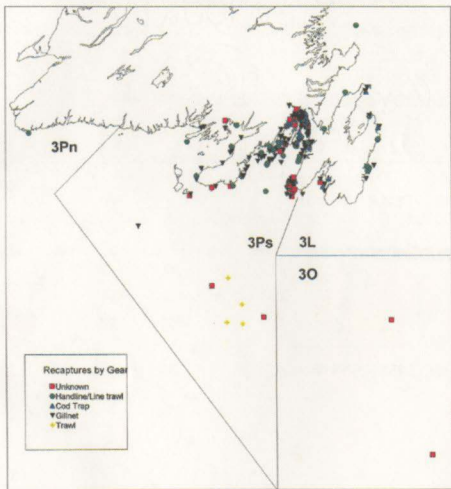 3Pn
3Ps
3L
3O
Recaptures by Gear
Unknown
Handline/Line trawl
Cod Trap
Gillnet
Trawl